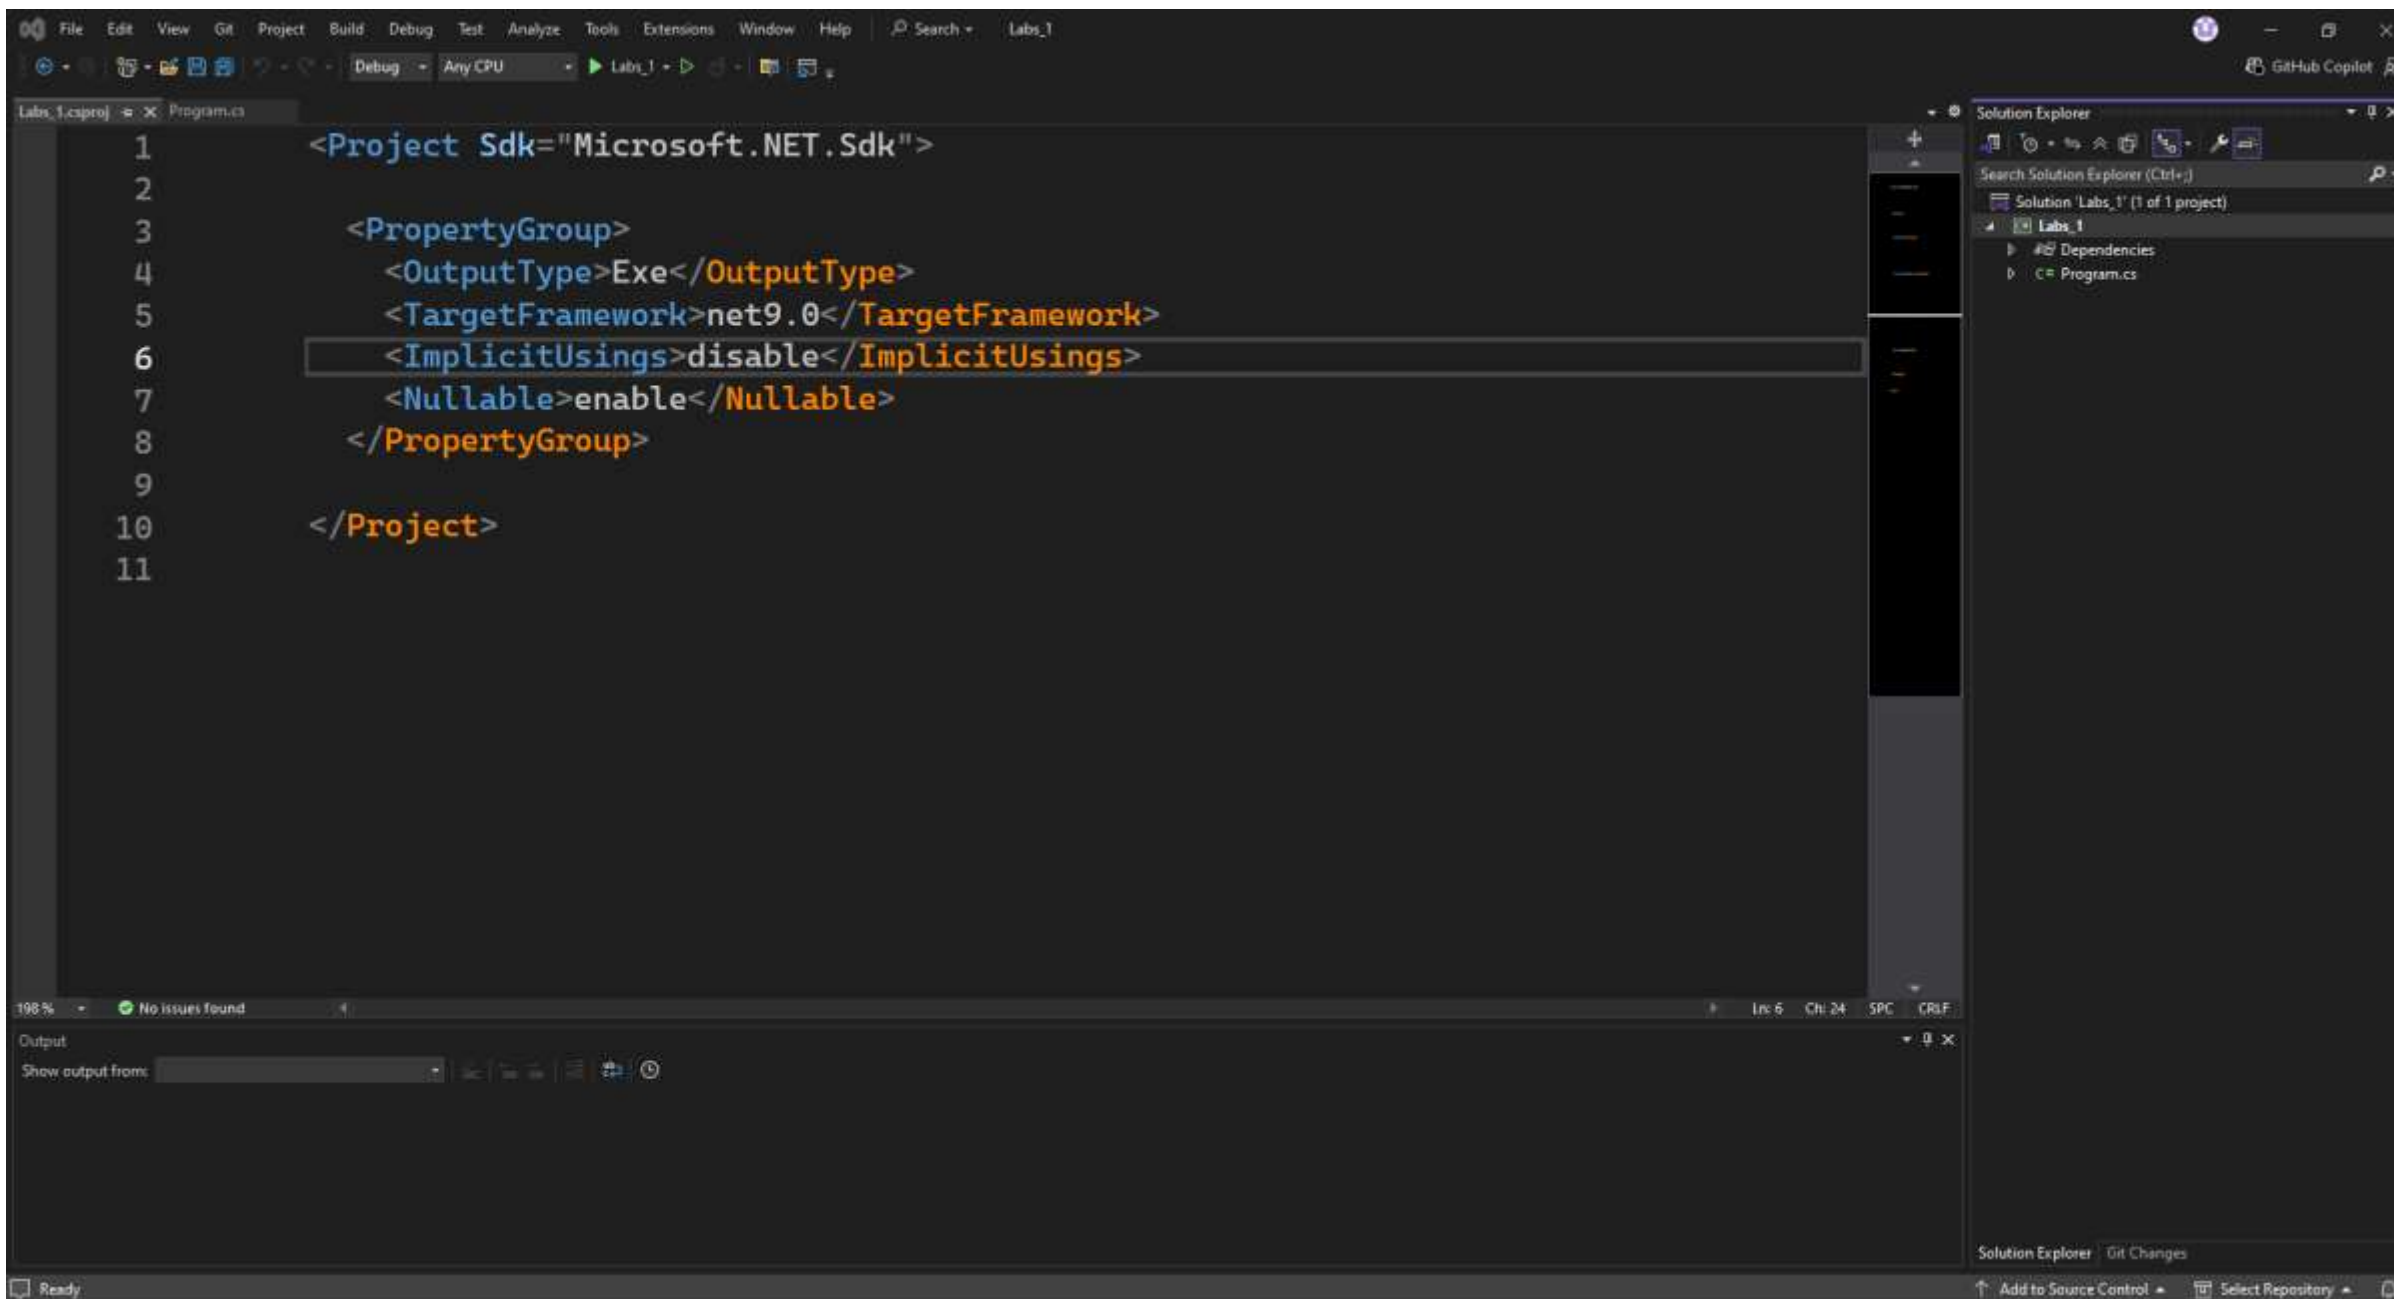 File Edit View Git Project Build Debug Test Analyze Tools Extensions Window Help Search Labs_1
Debug Any CPU Labs_1 GitHub Copilot
Labs_1.csproj Program.cs
1 <Project Sdk="Microsoft.NET.Sdk">
2
3 <PropertyGroup>
4 <OutputType>Exe</OutputType>
5 <TargetFramework>net9.0</TargetFramework>
6 <ImplicitUsings>disable</ImplicitUsings>
7 <Nullable>enable</Nullable>
8 </PropertyGroup>
9
10 </Project>
11
198 % No issues found Ln: 6 Ch: 24 SPC CRLF
Output
Show output from:
Solution Explorer
Search Solution Explorer (Ctrl+;)
Solution 'Labs_1' (1 of 1 project)
Labs_1
Dependencies
C# Program.cs
Solution Explorer Git Changes
Ready Add to Source Control Select Repository